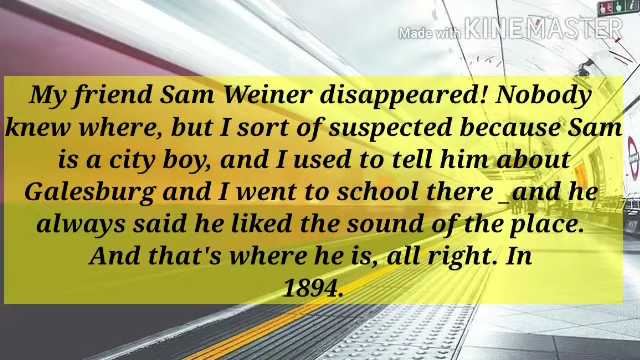 Made with KINEMASTER
My friend Sam Weiner disappeared! Nobody
knew where, but I sort of suspected because Sam
is a city boy, and I used to tell him about
Galesburg and I went to school there _and he
always said he liked the sound of the place.
And that's where he is, all right. In
1894.